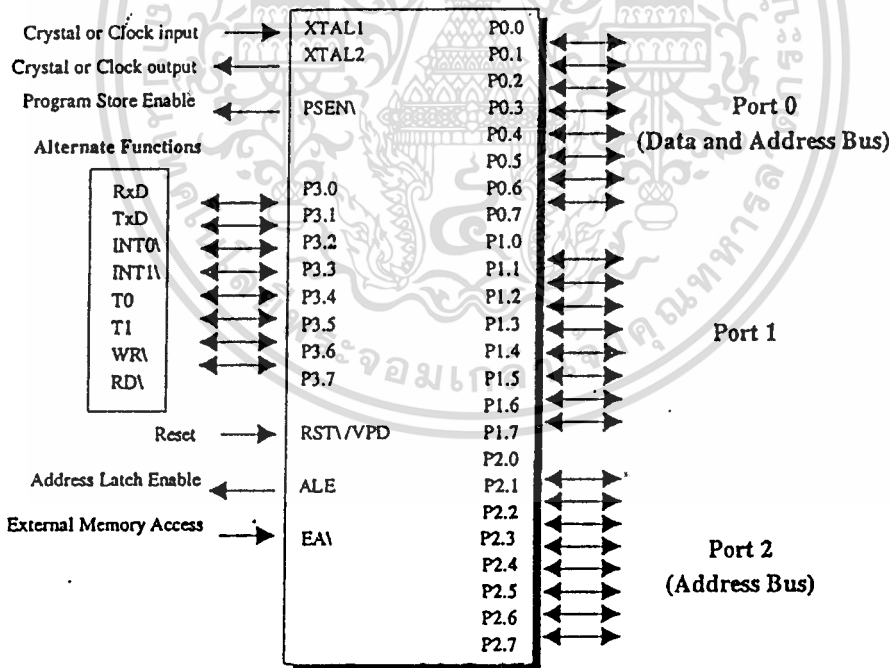 Crystal or Clock input
Crystal or Clock output
Program Store Enable
Alternate Functions
RxD
TxD
INT0\
INT1\
T0
T1
WR\
RD\
Reset
Address Latch Enable
External Memory Access
XTAL1
XTAL2
PSEN\
P3.0
P3.1
P3.2
P3.3
P3.4
P3.5
P3.6
P3.7
RST\/VPD
ALE
EA\
P0.0
P0.1
P0.2
P0.3
P0.4
P0.5
P0.6
P0.7
P1.0
P1.1
P1.2
P1.3
P1.4
P1.5
P1.6
P1.7
P2.0
P2.1
P2.2
P2.3
P2.4
P2.5
P2.6
P2.7
Port 0
(Data and Address Bus)
Port 1
Port 2
(Address Bus)